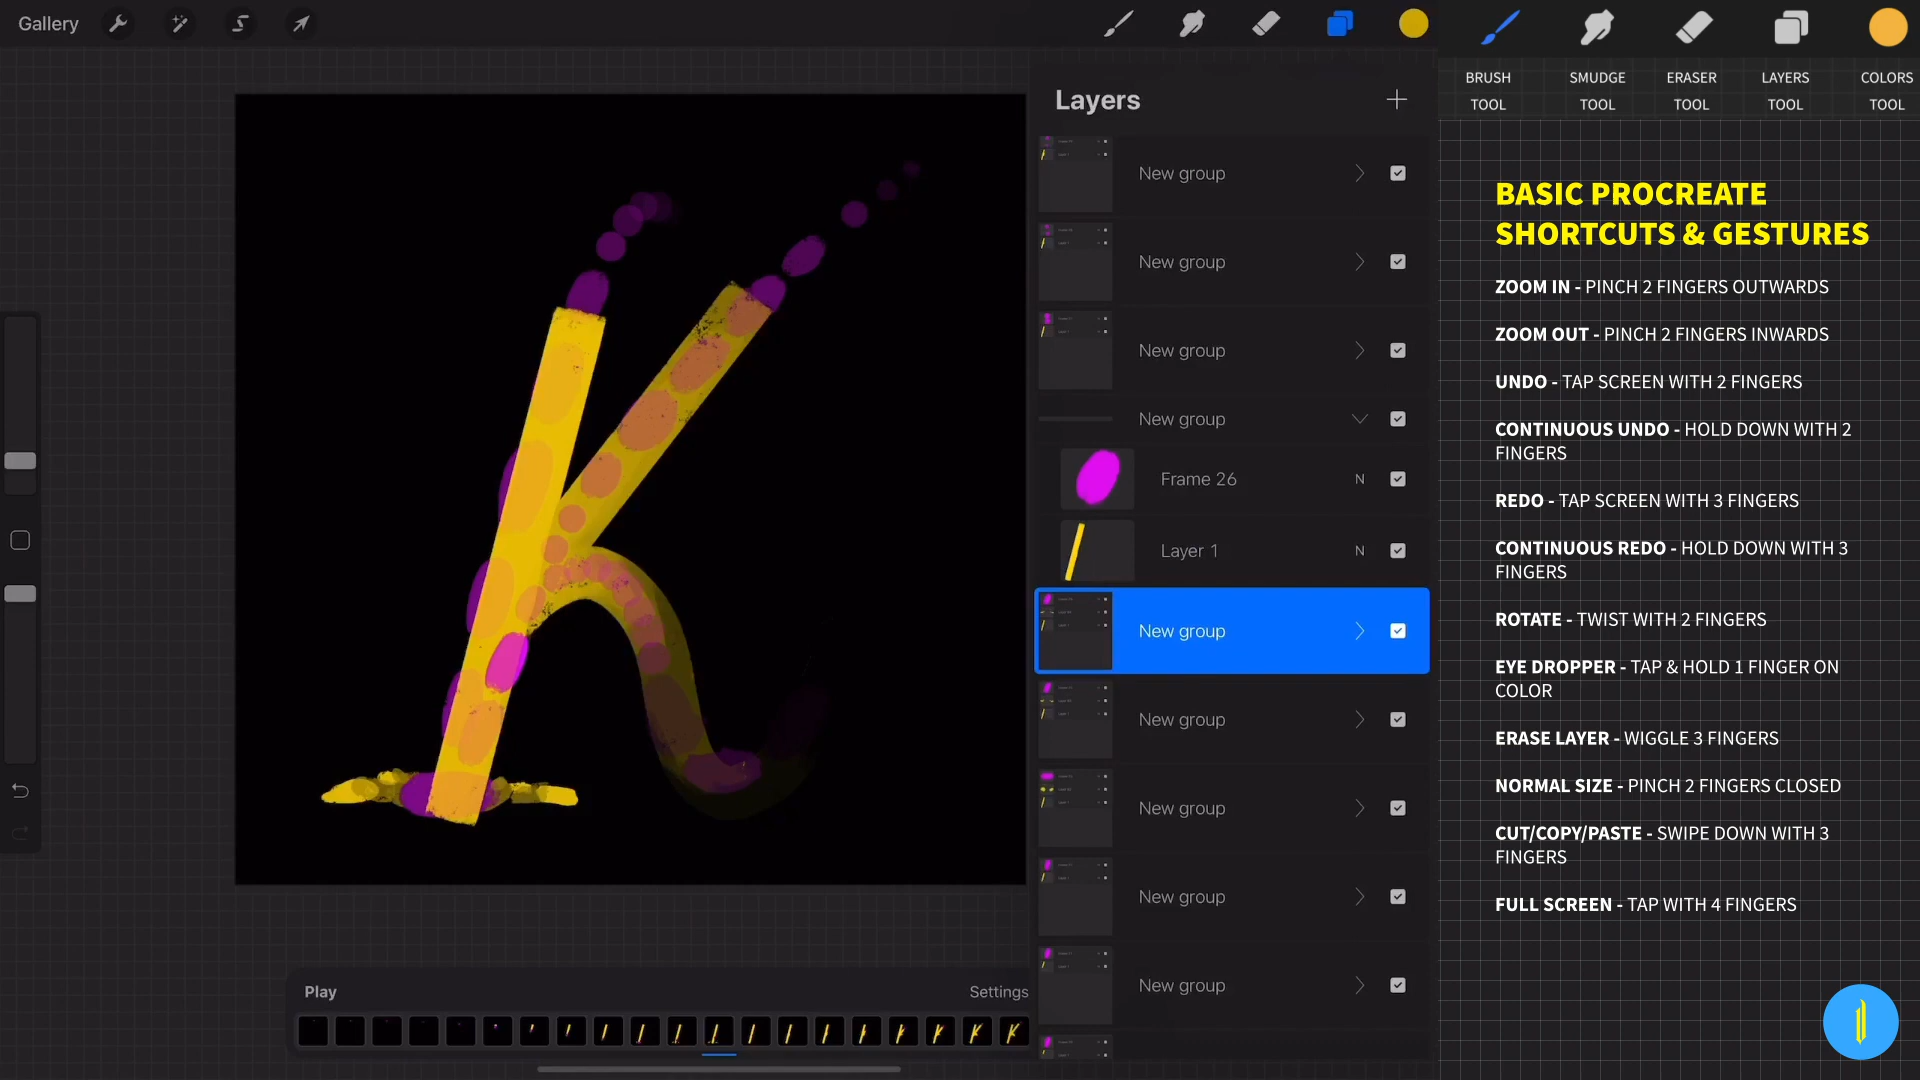 Gallery
Layers
New group
New group
New group
New group
Frame 26 N
Layer 1 N
New group
New group
New group
New group
New group
Play
Settings
BRUSH TOOL
SMUDGE TOOL
ERASER TOOL
LAYERS TOOL
COLORS TOOL
BASIC PROCREATE
SHORTCUTS & GESTURES
ZOOM IN - PINCH 2 FINGERS OUTWARDS
ZOOM OUT - PINCH 2 FINGERS INWARDS
UNDO - TAP SCREEN WITH 2 FINGERS
CONTINUOUS UNDO - HOLD DOWN WITH 2
FINGERS
REDO - TAP SCREEN WITH 3 FINGERS
CONTINUOUS REDO - HOLD DOWN WITH 3
FINGERS
ROTATE - TWIST WITH 2 FINGERS
EYE DROPPER - TAP & HOLD 1 FINGER ON
COLOR
ERASE LAYER - WIGGLE 3 FINGERS
NORMAL SIZE - PINCH 2 FINGERS CLOSED
CUT/COPY/PASTE - SWIPE DOWN WITH 3
FINGERS
FULL SCREEN - TAP WITH 4 FINGERS